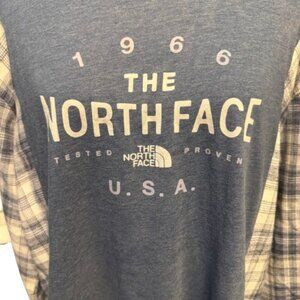 1966
THE
NORTH FACE
TESTED THE NORTH FACE PROVEN
U.S.A.